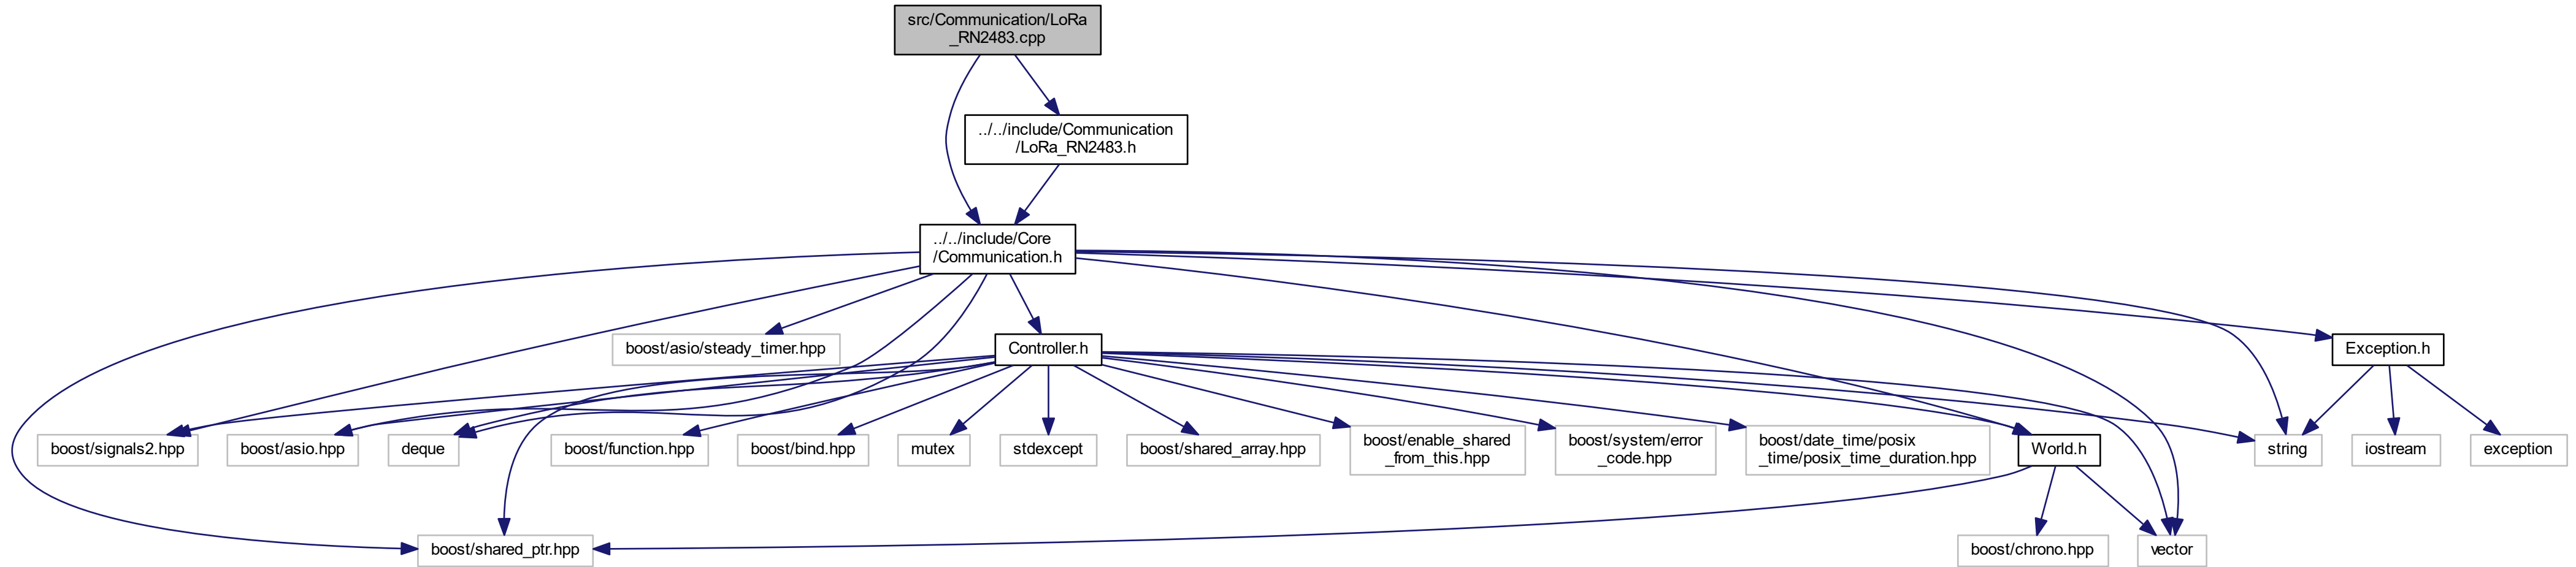 src/Communication/LoRa
_RN2483.cpp
../../include/Communication
/LoRa_RN2483.h
../../include/Core
/Communication.h
boost/asio/steady_timer.hpp
Controller.h
Exception.h
boost/signals2.hpp
boost/asio.hpp
deque
boost/function.hpp
boost/bind.hpp
mutex
stdexcept
boost/shared_array.hpp
boost/enable_shared
_from_this.hpp
boost/system/error
_code.hpp
boost/date_time/posix
_time/posix_time_duration.hpp
World.h
string
iostream
exception
boost/shared_ptr.hpp
boost/chrono.hpp
vector